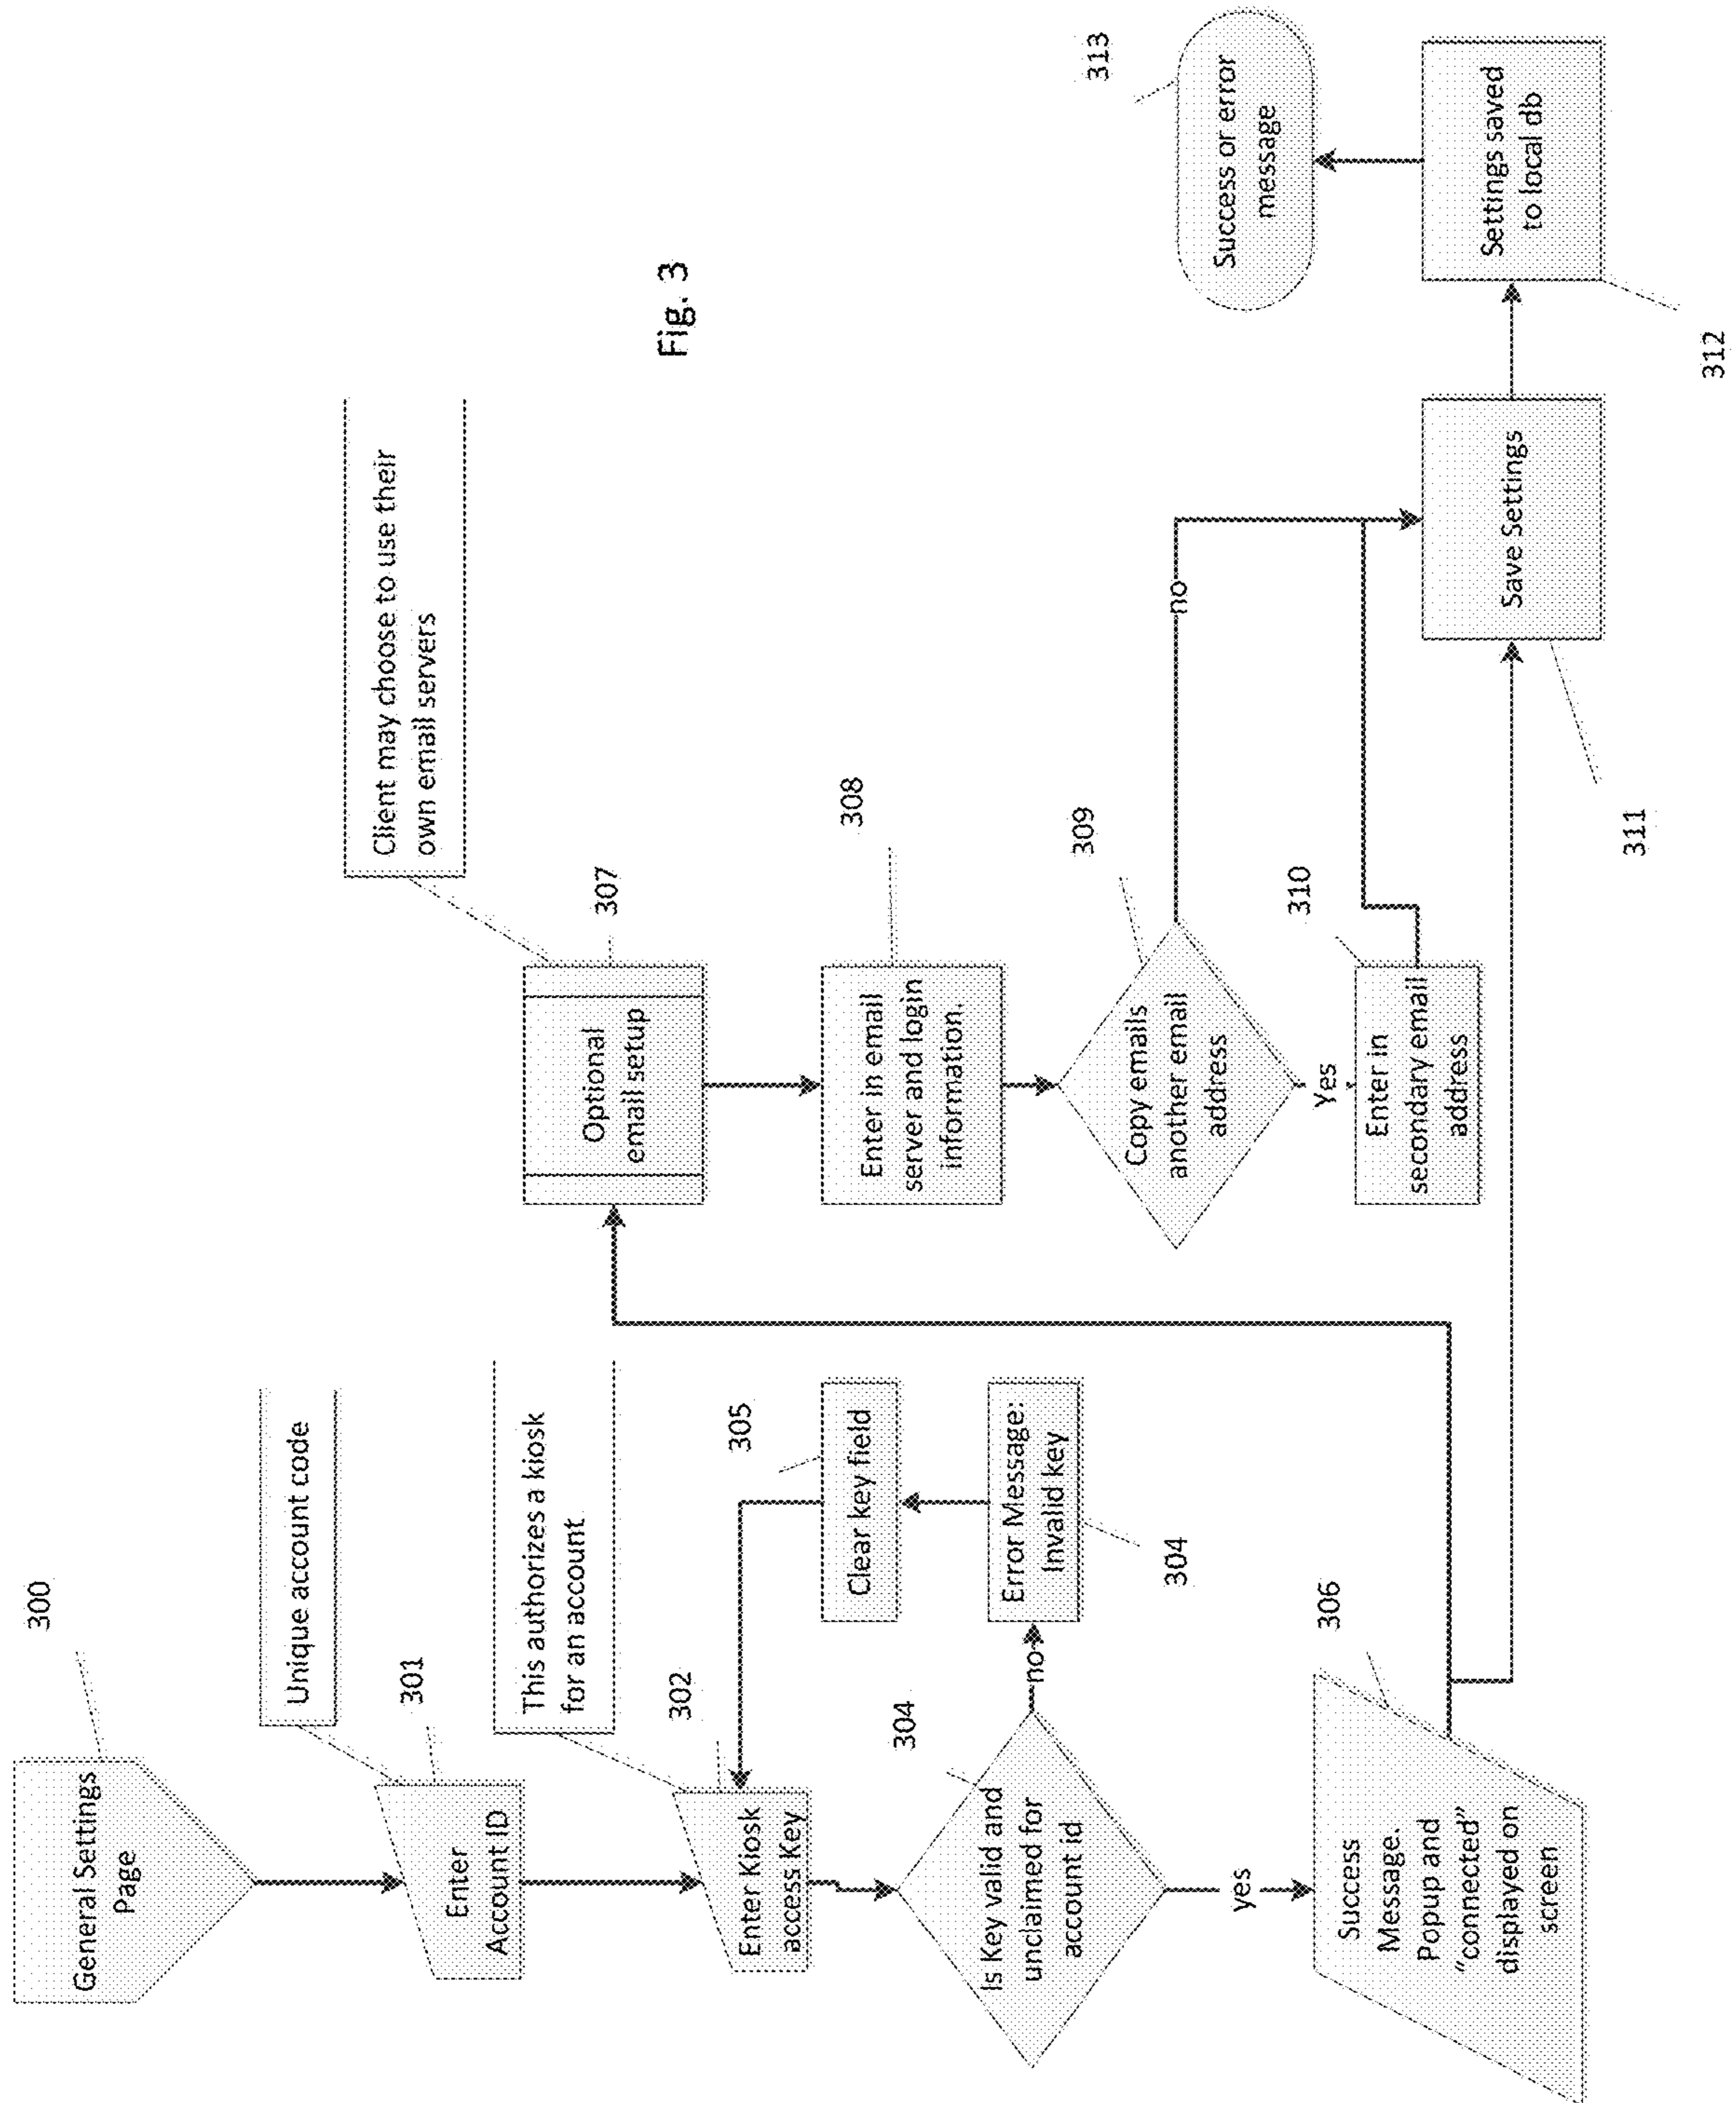 300
General Settings
Page
Unique account code
301
Enter
Account ID
This authorizes a kiosk
for an account
302
Enter Kiosk
access Key
305
Clear key field
304
Is Key valid and
unclaimed for
account id
no
Error Message:
Invalid key
304
yes
306
Success
Message.
Popup and
"connected"
displayed on
screen
Client may choose to use their
own email servers
307
Optional
email setup
308
Enter in email
server and login
information.
309
Copy emails
another email
address
no
Yes
310
Enter in
secondary email
address
Save Settings
311
Settings saved
to local db
312
Success or error
message
313
Fig. 3